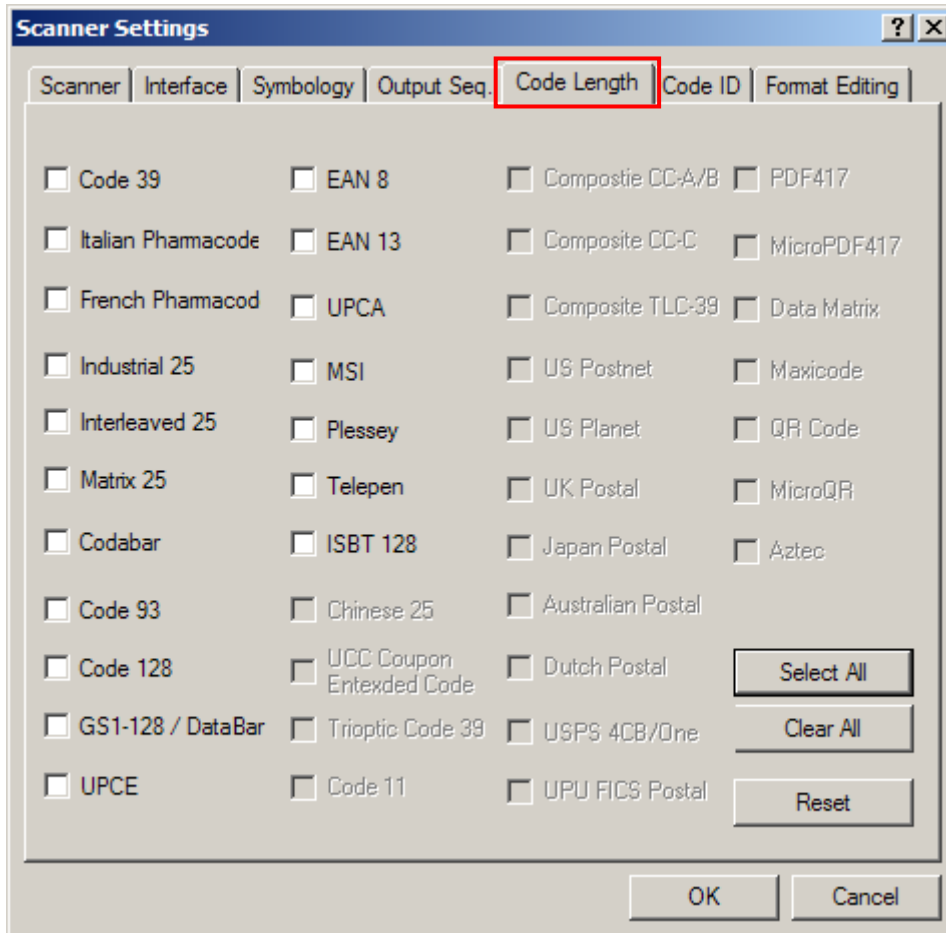 Scanner Settings
Scanner Interface Symbology Output Seq. Code Length Code ID Format Editing
Code 39 EAN 8 Compostie CC-A/B PDF417
Italian Pharmacode EAN 13 Composite CC-C MicroPDF417
French Pharmacod UPCA Composite TLC-39 Data Matrix
Industrial 25 MSI US Postnet Maxicode
Interleaved 25 Plessey US Planet QR Code
Matrix 25 Telepen UK Postal MicroQR
Codabar ISBT 128 Japan Postal Aztec
Code 93 Chinese 25 Australian Postal
Code 128 UCC Coupon Entexded Code Dutch Postal Select All
GS1-128 / DataBar Trioptic Code 39 USPS 4CB/One Clear All
UPCE Code 11 UPU FICS Postal Reset
OK Cancel